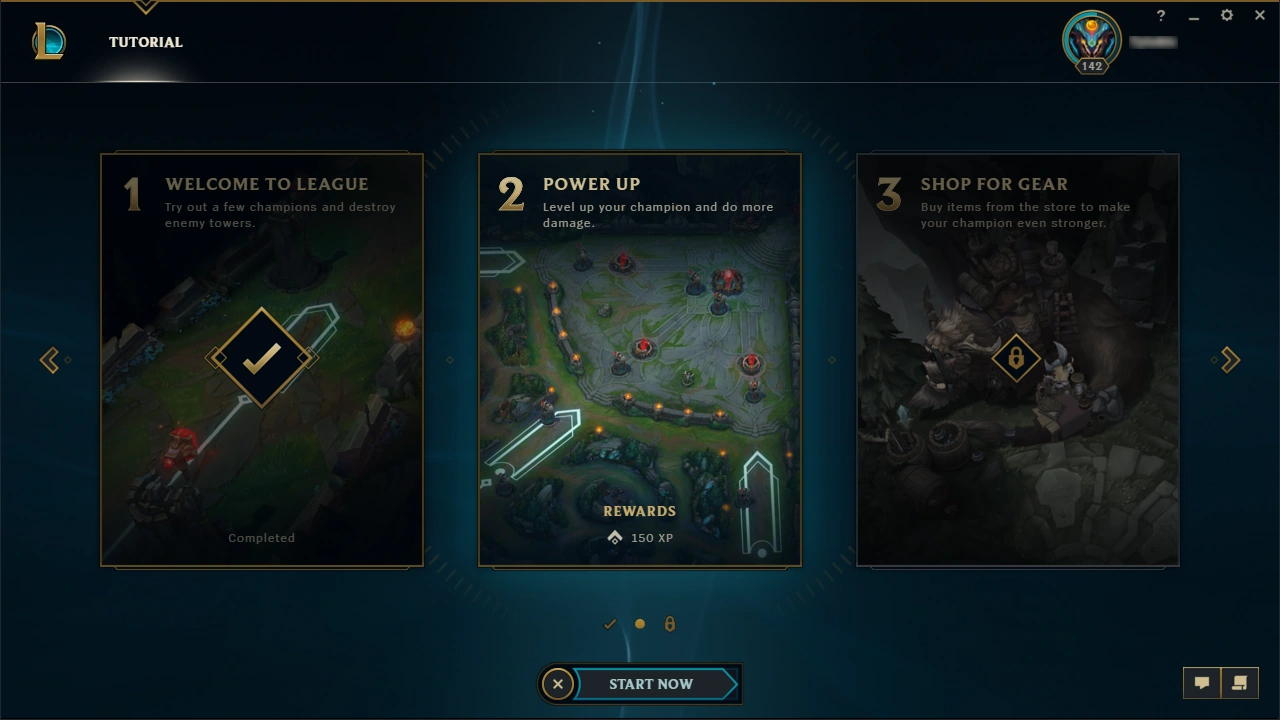 ?
TUTORIAL
142
1
WELCOME TO LEAGUE
Try out a few champions and destroy
enemy towers.
Completed
2
POWER UP
Level up your champion and do more
damage.
REWARDS
150 XP
3
SHOP FOR GEAR
Buy items from the store to make
your champion even stronger.
START NOW